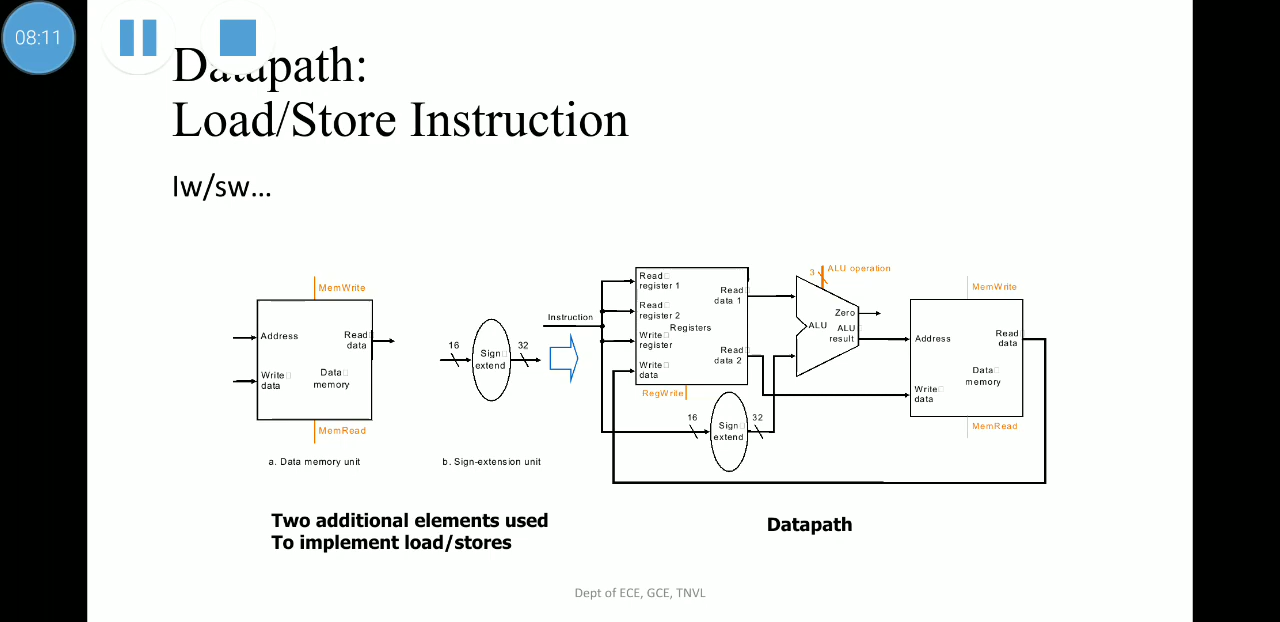 08:11
Datapath:
Load/Store Instruction
lw/sw…
MemWrite
Address
Read
data
Write
data
Data
memory
MemRead
a. Data memory unit
16
32
Sign
extend
b. Sign-extension unit
Instruction
Read
register 1
Read
register 2
Write
register
Write
data
Registers
Read
data 1
Read
data 2
RegWrite
16
32
Sign
extend
3
ALU operation
Zero
ALU
ALU
result
MemWrite
Address
Read
data
Write
data
Data
memory
MemRead
Two additional elements used
To implement load/stores
Datapath
Dept of ECE, GCE, TNVL